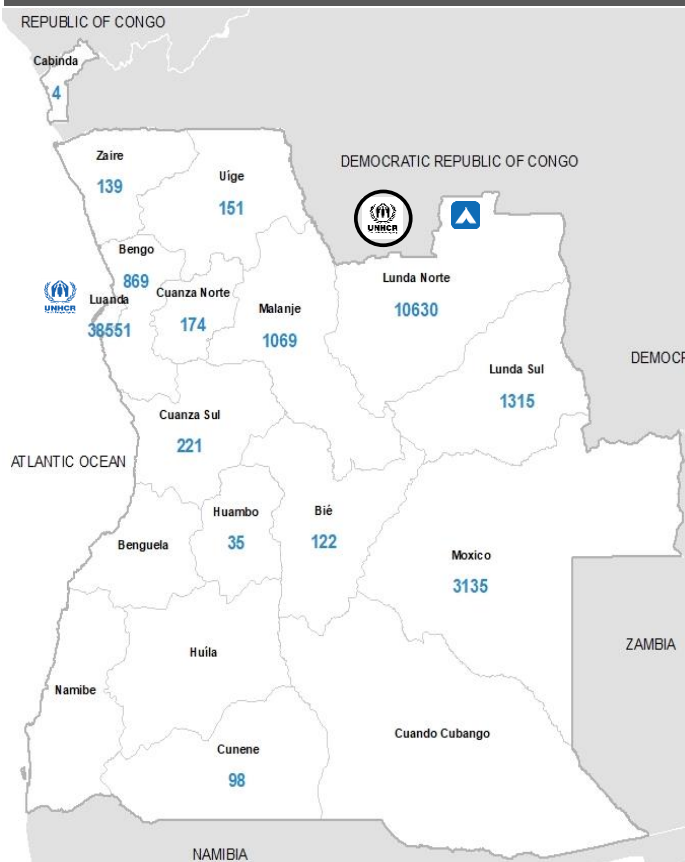 REPUBLIC OF CONGO
Cabinda
4
Zaire
139
Uíge
151
DEMOCRATIC REPUBLIC OF CONGO
UNHCR
Bengo
869
Cuanza Norte
174
Malanje
1069
Lunda Norte
10630
UNHCR
Luanda
38551
Lunda Sul
1315
DEMOCR
Cuanza Sul
221
ATLANTIC OCEAN
Benguela
Huambo
35
Bié
122
Moxico
3135
ZAMBIA
Huíla
Namibe
Cuando Cubango
Cunene
98
NAMIBIA